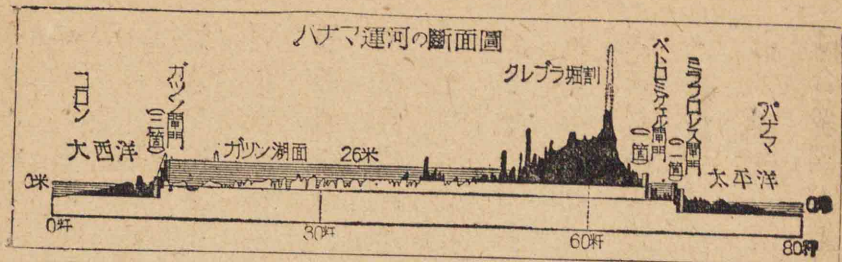 パナマ運河の斷面圖
コロン
大西洋
ガツン閘門
(三箇)
ガツン湖面
26米
クレブラ堀割
ペトロミゲル閘門
(一箇)
ミラフロレス閘門
(二箇)
パナマ
太平洋
0米
0米
0粁
30粁
60粁
80粁